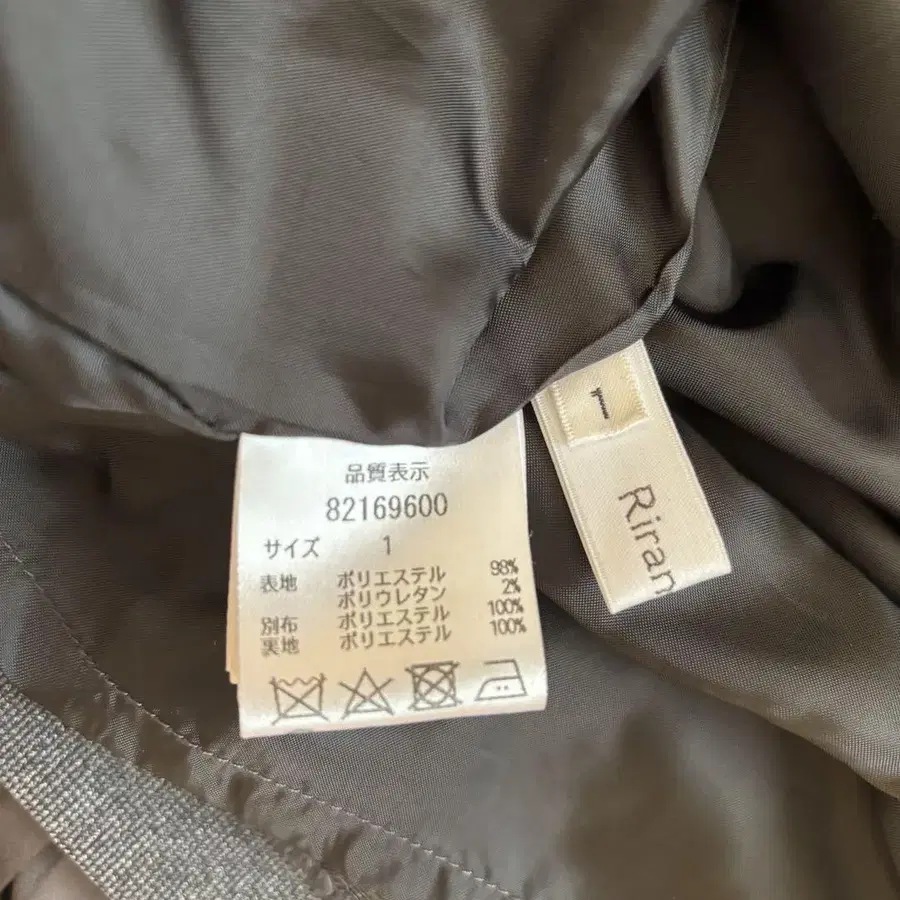 品質表示
82169600
サイズ 1
表地 ポリエステル 98%
ポリウレタン 2%
別布 ポリエステル 100%
裏地 ポリエステル 100%
1
Riran